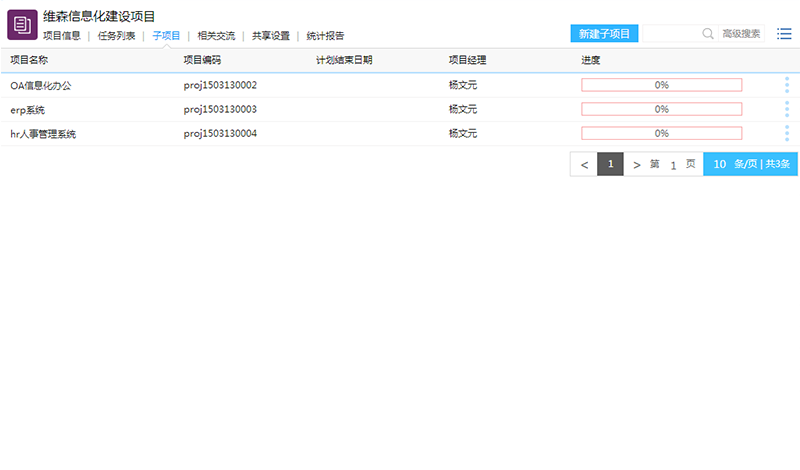 维森信息化建设项目
项目信息 | 任务列表 | 子项目 | 相关交流 | 共享设置 | 统计报告
新建子项目 高级搜索
项目名称 项目编码 计划结束日期 项目经理 进度
OA信息化办公 proj1503130002 杨文元 0%
erp系统 proj1503130003 杨文元 0%
hr人事管理系统 proj1503130004 杨文元 0%
< 1 > 第 1 页 10 条/页 | 共3条